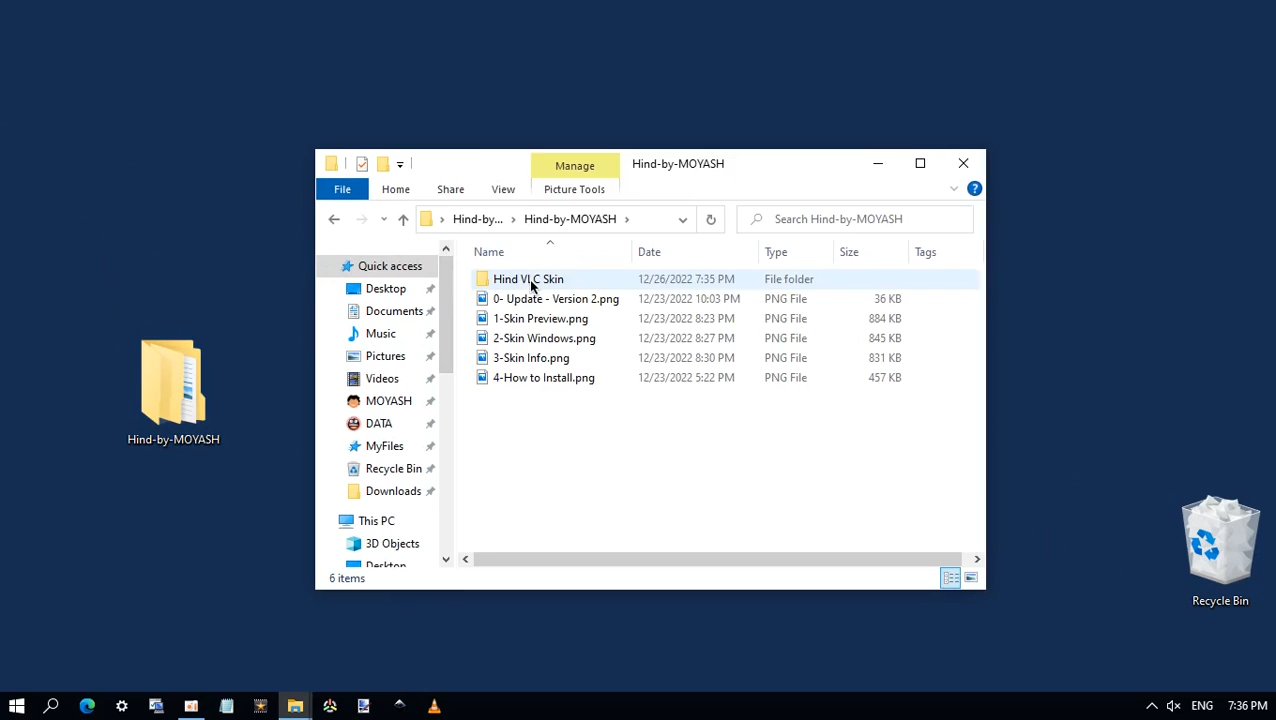 Manage
Hind-by-MOYASH
File
Home
Share
View
Picture Tools
Hind-by... > Hind-by-MOYASH >
Search Hind-by-MOYASH
Name
Date
Type
Size
Tags
Quick access
Desktop
Documents
Music
Pictures
Videos
MOYASH
DATA
MyFiles
Recycle Bin
Downloads
This PC
3D Objects
Desktop
Hind VLC Skin 12/26/2022 7:35 PM File folder
0- Update - Version 2.png 12/23/2022 10:03 PM PNG File 36 KB
1-Skin Preview.png 12/23/2022 8:23 PM PNG File 884 KB
2-Skin Windows.png 12/23/2022 8:27 PM PNG File 845 KB
3-Skin Info.png 12/23/2022 8:30 PM PNG File 831 KB
4-How to Install.png 12/23/2022 5:22 PM PNG File 457 KB
6 items
Hind-by-MOYASH
Recycle Bin
ENG 7:36 PM